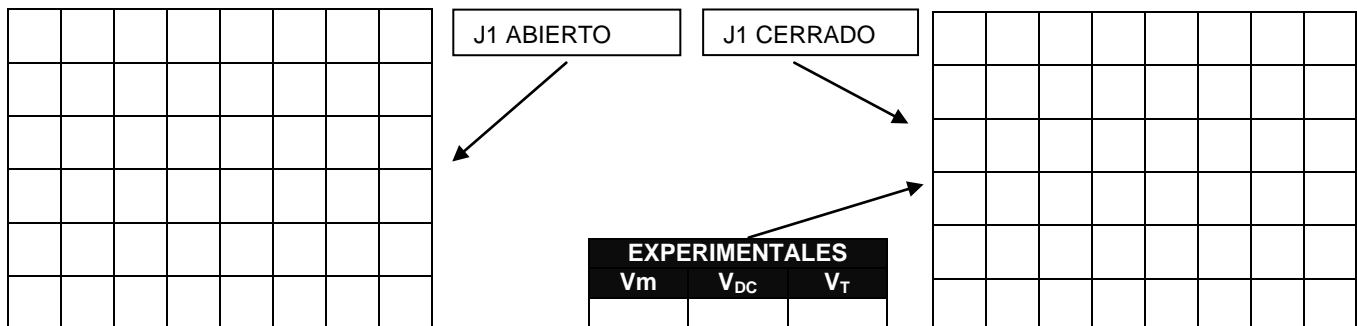 J1 ABIERTO
J1 CERRADO
EXPERIMENTALES
Vm VDC VT